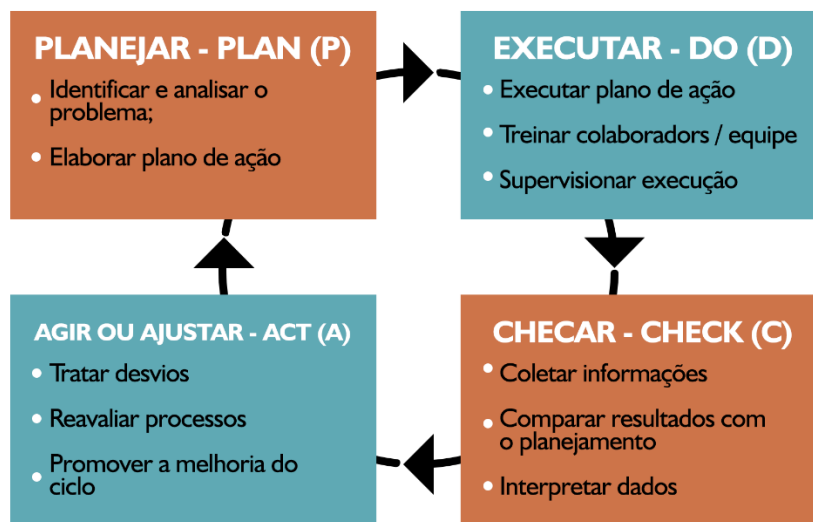 PLANEJAR - PLAN (P)
Identificar e analisar o
problema;
Elaborar plano de ação
EXECUTAR - DO (D)
Executar plano de ação
Treinar colaboradors / equipe
Supervisionar execução
AGIR OU AJUSTAR - ACT (A)
Tratar desvios
Reavaliar processos
Promover a melhoria do
ciclo
CHECAR - CHECK (C)
Coletar informações
Comparar resultados com
o planejamento
Interpretar dados